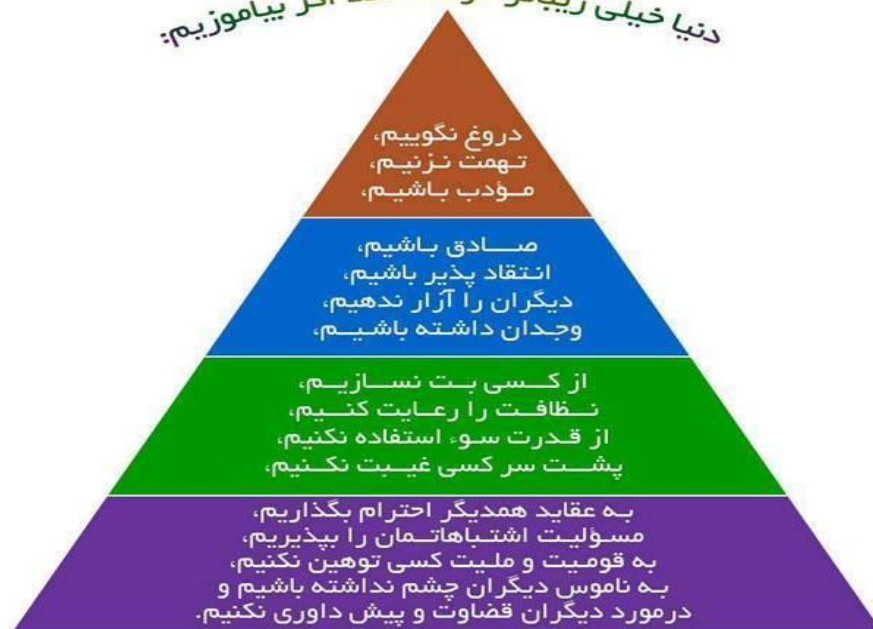 دنیا خیلی اگر بیاموزیم:
دروغ نگوییم،
تهمت نزنیم،
مؤدب باشیم،
صادق باشیم،
انتقاد پذیر باشیم،
دیگران را آزار ندهیم،
وجدان داشته باشیم،
از کسی بت نسازیم،
نظافت را رعایت کنیم،
از قدرت سوء استفاده نکنیم،
پشت سر کسی غیبت نکنیم،
به عقاید همدیگر احترام بگذاریم،
مسؤلیت اشتباهاتمان را بپذیریم،
به قومیت و ملیت کسی توهین نکنیم،
به ناموس دیگران چشم نداشته باشیم و
درمورد دیگران قضاوت و پیش داوری نکنیم.